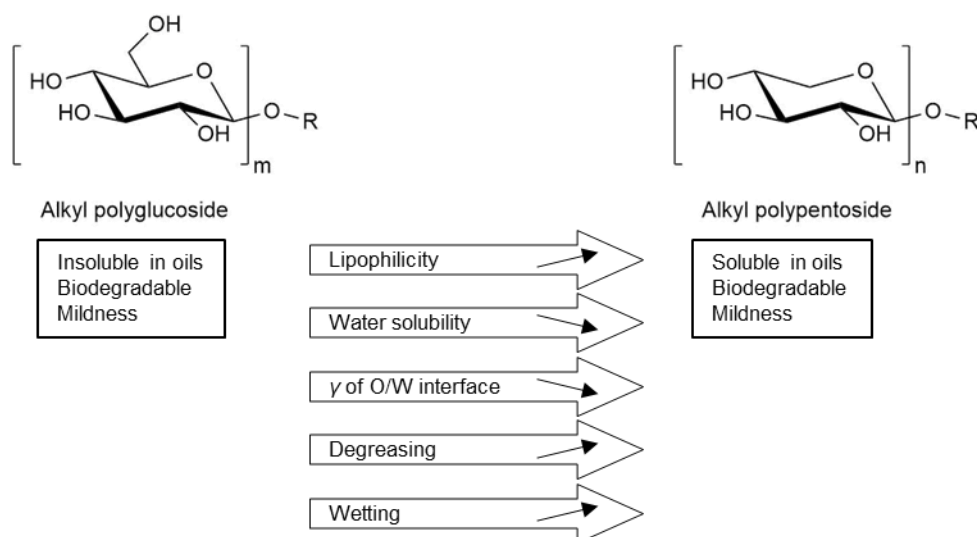 OH
O
HO
HO
OH
O
R
m
O
HO
HO
OH
O
R
n
Alkyl polyglucoside
Alkyl polypentoside
Insoluble in oils
Biodegradable
Mildness
Lipophilicity
Water solubility
γ of O/W interface
Degreasing
Wetting
Soluble in oils
Biodegradable
Mildness